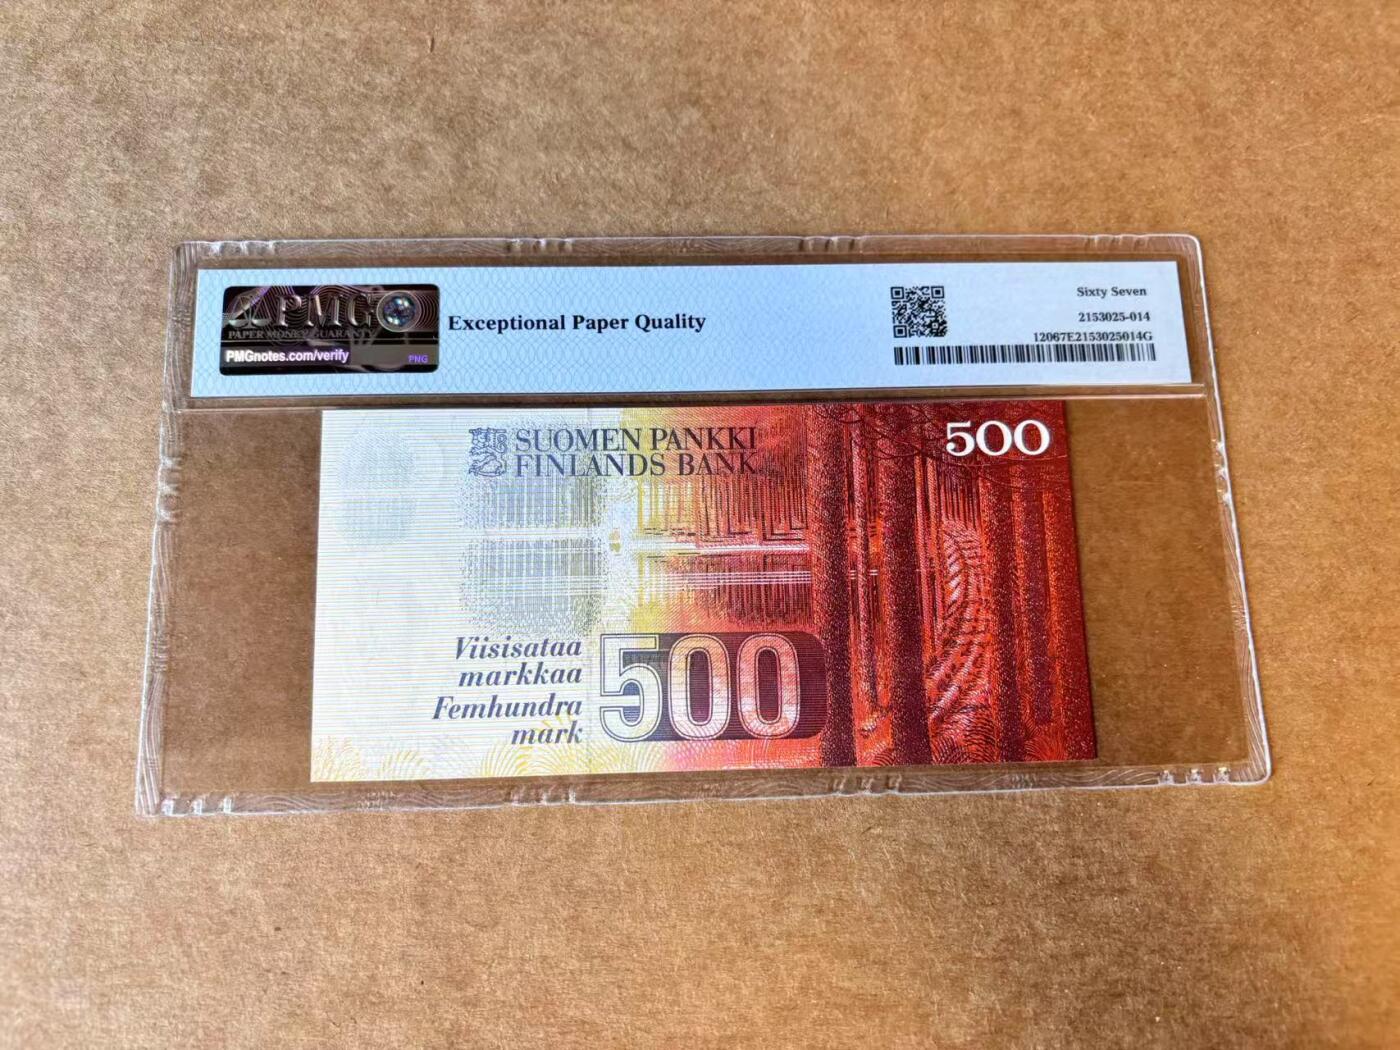 PMG
PAPER MONEY GUARANTY
PMGnotes.com/verify
PNG
Exceptional Paper Quality
Sixty Seven
2153025-014
12067E2153025014G
SUOMEN PANKKI
FINLANDS BANK
500
Viisisataa
markkaa
Femhundra
mark
500